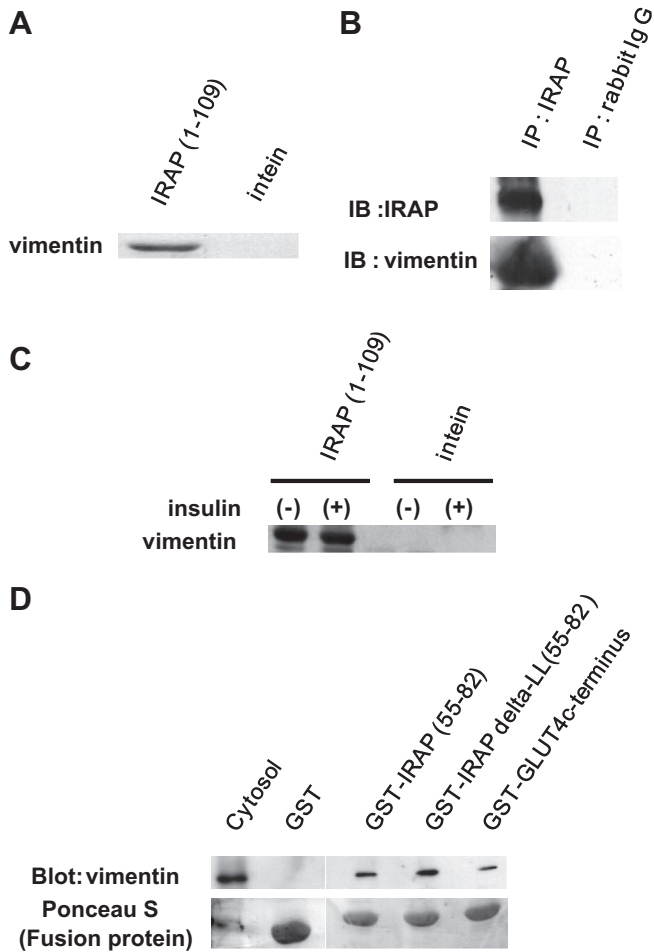 A
IRAP (1-109)
intein
vimentin
B
IP : IRAP
IP : rabbit Ig G
IB :IRAP
IB : vimentin
C
IRAP (1-109)
intein
insulin (-) (+) (-) (+)
vimentin
D
Cytosol
GST
GST-IRAP (55-82)
GST-IRAP delta-LL(55-82 )
GST-GLUT4c-terminus
Blot: vimentin
Ponceau S
(Fusion protein)